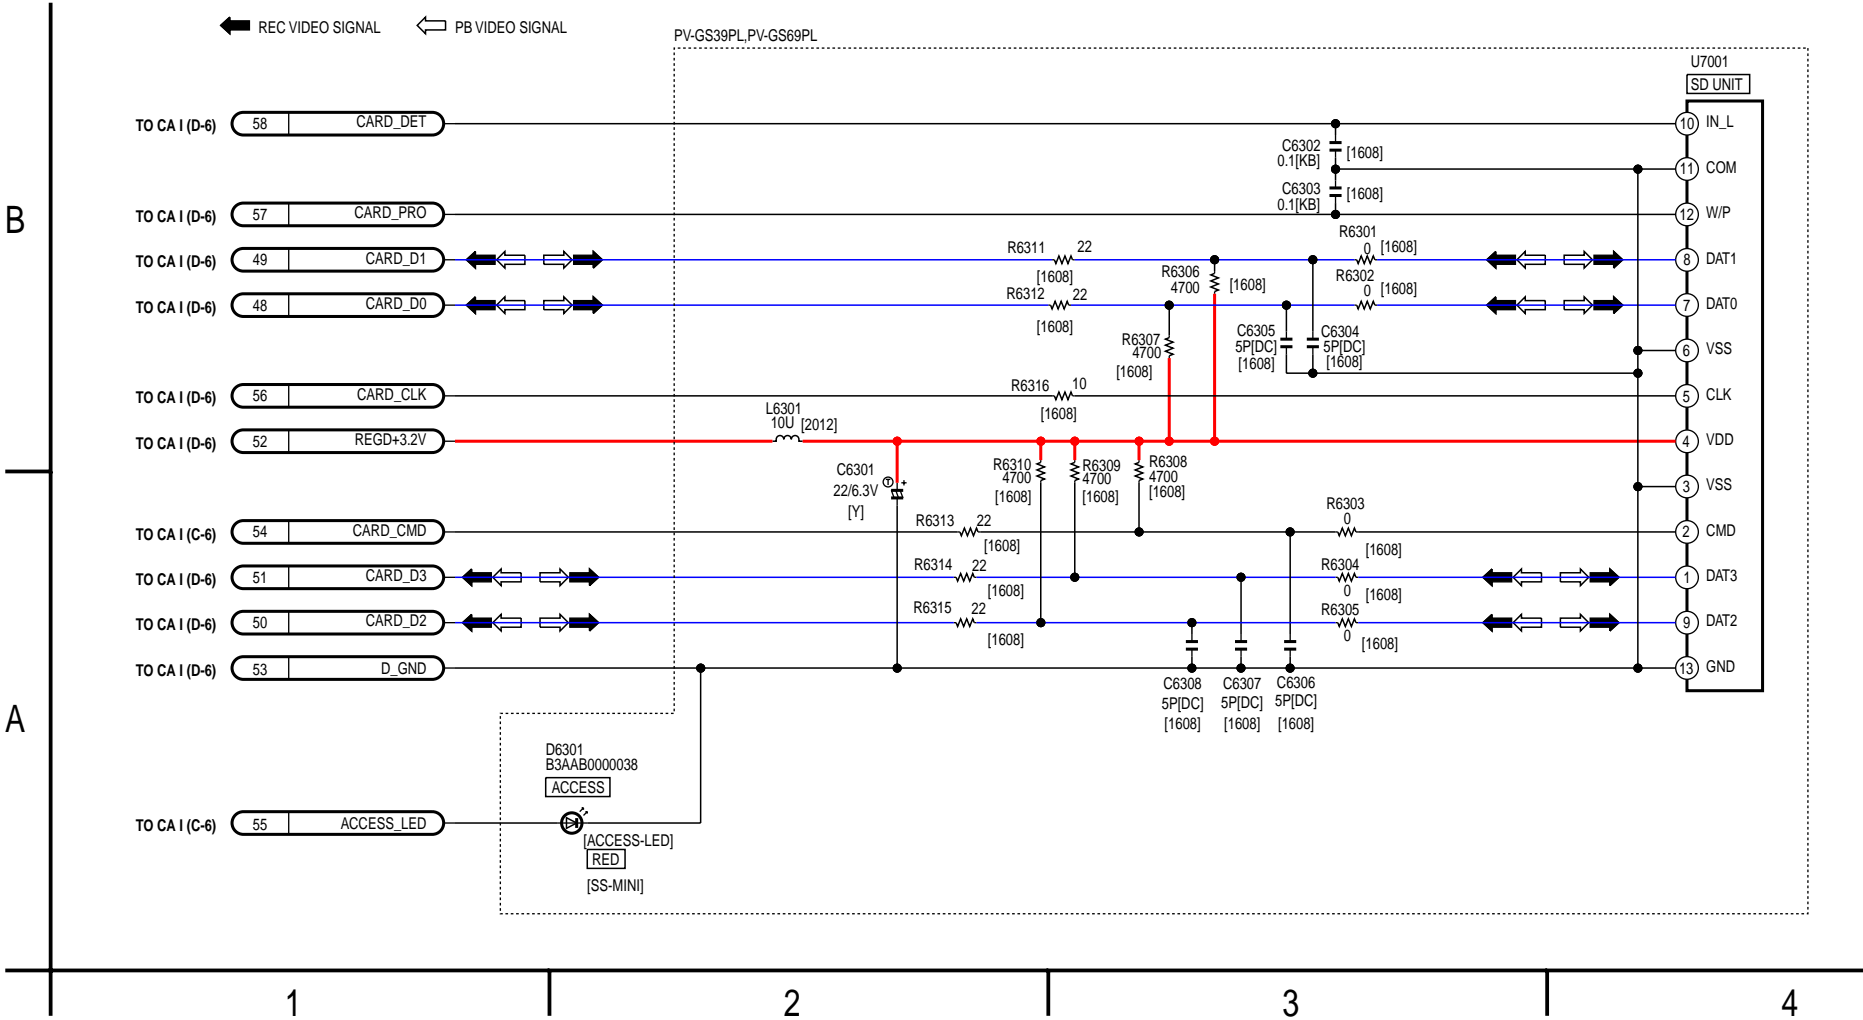 REC VIDEO SIGNAL PB VIDEO SIGNAL
PV-GS39PL,PV-GS69PL
U7001
SD UNIT
TO CA I (D-6) 58 CARD_DET
10 IN_L
C6302
0.1[KB] [1608]
11 COM
C6303
0.1[KB] [1608]
B
TO CA I (D-6) 57 CARD_PRO
12 W/P
TO CA I (D-6) 49 CARD_D1
R6311 22
[1608]
R6306
4700 [1608]
R6301
0 [1608]
8 DAT1
TO CA I (D-6) 48 CARD_D0
R6312 22
[1608]
R6302
0 [1608]
7 DAT0
R6307
4700
[1608]
C6305
5P[DC]
[1608]
C6304
5P[DC]
[1608]
6 VSS
TO CA I (D-6) 56 CARD_CLK
R6316 10
[1608]
5 CLK
TO CA I (D-6) 52 REGD+3.2V
L6301
10U [2012]
4 VDD
C6301
22/6.3V
T +
[Y]
R6310
4700
[1608]
R6309
4700
[1608]
R6308
4700
[1608]
3 VSS
TO CA I (C-6) 54 CARD_CMD
R6313 22
[1608]
R6303
0
[1608]
2 CMD
TO CA I (D-6) 51 CARD_D3
R6314 22
[1608]
R6304
0 [1608]
1 DAT3
TO CA I (D-6) 50 CARD_D2
R6315 22
[1608]
R6305
0 [1608]
9 DAT2
TO CA I (D-6) 53 D_GND
13 GND
C6308
5P[DC]
[1608]
C6307
5P[DC]
[1608]
C6306
5P[DC]
[1608]
A
D6301
B3AAB0000038
ACCESS
TO CA I (C-6) 55 ACCESS_LED
[ACCESS-LED]
RED
[SS-MINI]
1 2 3 4